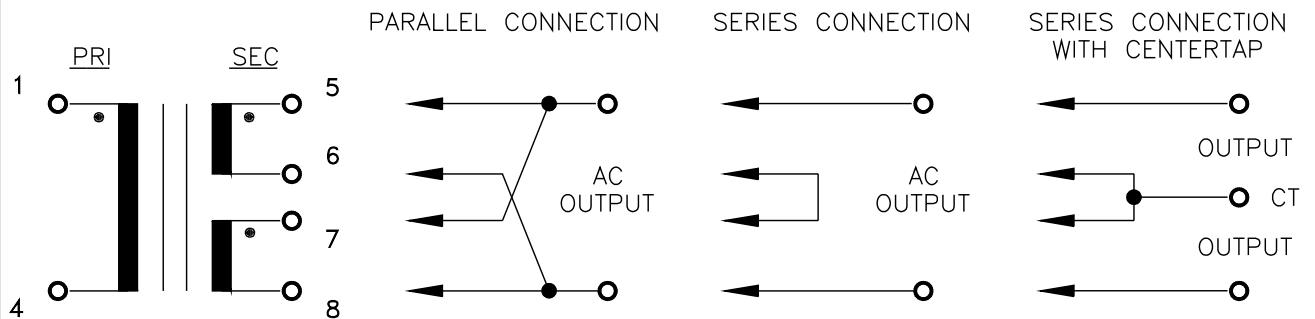 PARALLEL CONNECTION
SERIES CONNECTION
SERIES CONNECTION
WITH CENTERTAP
PRI
SEC
1
5
6
7
4
8
AC
OUTPUT
AC
OUTPUT
OUTPUT
CT
OUTPUT